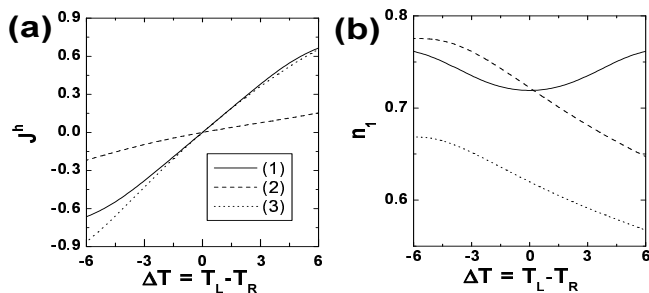 (a)
0.9
0.6
0.3
0.0
-0.3
-0.6
-0.9
J^h
(1)
(2)
(3)
-6 -3 0 3 6
ΔT = T_L-T_R
(b)
0.8
0.7
0.6
n_1
-6 -3 0 3 6
ΔT = T_L-T_R